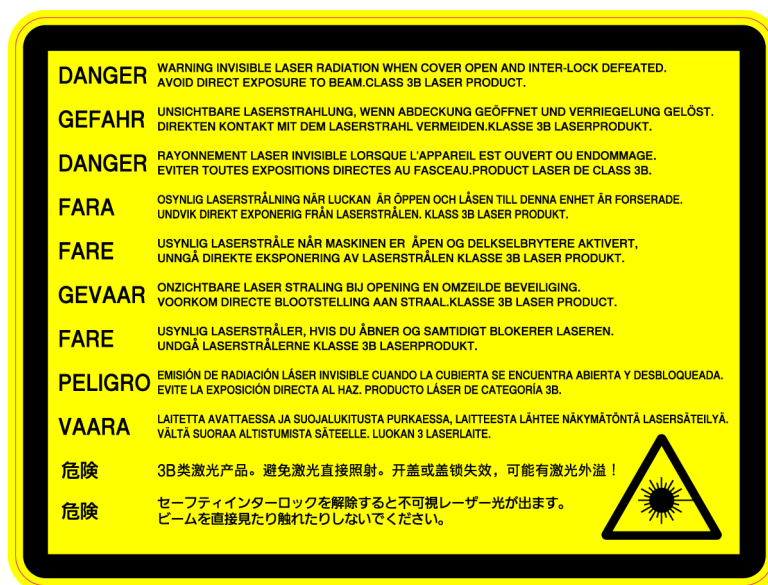 DANGER WARNING INVISIBLE LASER RADIATION WHEN COVER OPEN AND INTER-LOCK DEFEATED.
AVOID DIRECT EXPOSURE TO BEAM.CLASS 3B LASER PRODUCT.
GEFAHR UNSICHTBARE LASERSTRAHLUNG, WENN ABDECKUNG GEÖFFNET UND VERRIEGELUNG GELÖST.
DIREKTEN KONTAKT MIT DEM LASERSTRAHL VERMEIDEN.KLASSE 3B LASERPRODUKT.
DANGER RAYONNEMENT LASER INVISIBLE LORSQUE L'APPAREIL EST OUVERT OU ENDOMMAGE.
EVITER TOUTES EXPOSITIONS DIRECTES AU FASCEAU.PRODUCT LASER DE CLASS 3B.
FARA OSYNLIG LASERSTRÅLNING NÄR LUCKAN ÄR ÖPPEN OCH LÅSEN TILL DENNA ENHET ÄR FORSERADE.
UNDVIK DIREKT EXPONERIG FRÅN LASERSTRÅLEN. KLASS 3B LASER PRODUKT.
FARE USYNLIG LASERSTRÅLE NÅR MASKINEN ER ÅPEN OG DELKSELBRYTERE AKTIVERT,
UNNGÅ DIREKTE EKSPONERING AV LASERSTRÅLEN KLASSE 3B LASER PRODUKT.
GEVAAR ONZICHTBARE LASER STRALING BIJ OPENING EN OMZEILDE BEVEILIGING.
VOORKOM DIRECTE BLOOTSTELLING AAN STRAAL.KLASSE 3B LASER PRODUCT.
FARE USYNLIG LASERSTRÅLER, HVIS DU ÅBNER OG SAMTIDIGT BLOKERER LASEREN.
UNDGÅ LASERSTRÅLERNE KLASSE 3B LASERPRODUKT.
PELIGRO EMISIÓN DE RADIACIÓN LÁSER INVISIBLE CUANDO LA CUBIERTA SE ENCUENTRA ABIERTA Y DESBLOQUEADA.
EVITE LA EXPOSICIÓN DIRECTA AL HAZ. PRODUCTO LÁSER DE CATEGORÍA 3B.
VAARA LAITETTA AVATTAESSA JA SUOJALUKITUSTA PURKAESSA, LAITTEESTA LÄHTEE NÄKYMÄTÖNTÄ LASERSÄTEILYÄ.
VÄLTÄ SUORAA ALTISTUMISTA SÄTEELLE. LUOKAN 3 LASERLAITE.
危険 3B类激光产品。避免激光直接照射。开盖或盖锁失效，可能有激光外溢！
危険 セーフティインターロックを解除すると不可視レーザー光が出ます。
ビームを直接見たり触れたりしないでください。